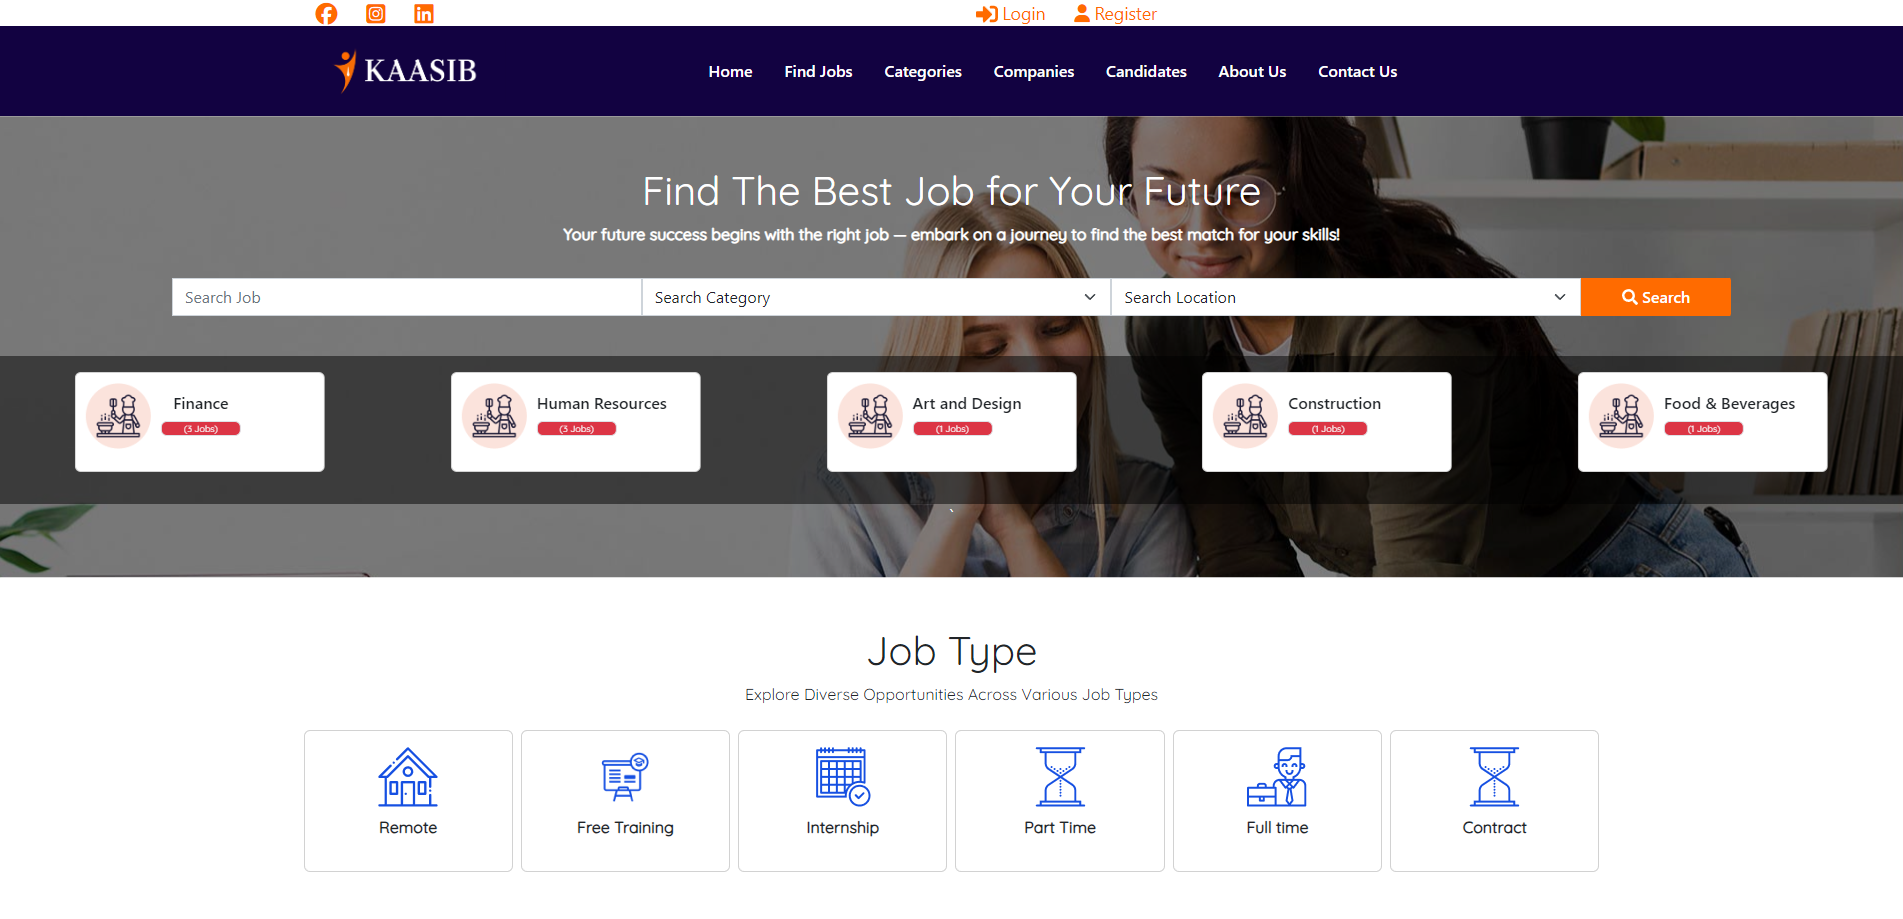 Login Register
KAASIB
Home Find Jobs Categories Companies Candidates About Us Contact Us
Find The Best Job for Your Future
Your future success begins with the right job — embark on a journey to find the best match for your skills!
Search Job Search Category Search Location Search
Finance
(3 Jobs)
Human Resources
(3 Jobs)
Art and Design
(1 Jobs)
Construction
(1 Jobs)
Food & Beverages
(1 Jobs)
`
Job Type
Explore Diverse Opportunities Across Various Job Types
Remote
Free Training
Internship
Part Time
Full time
Contract